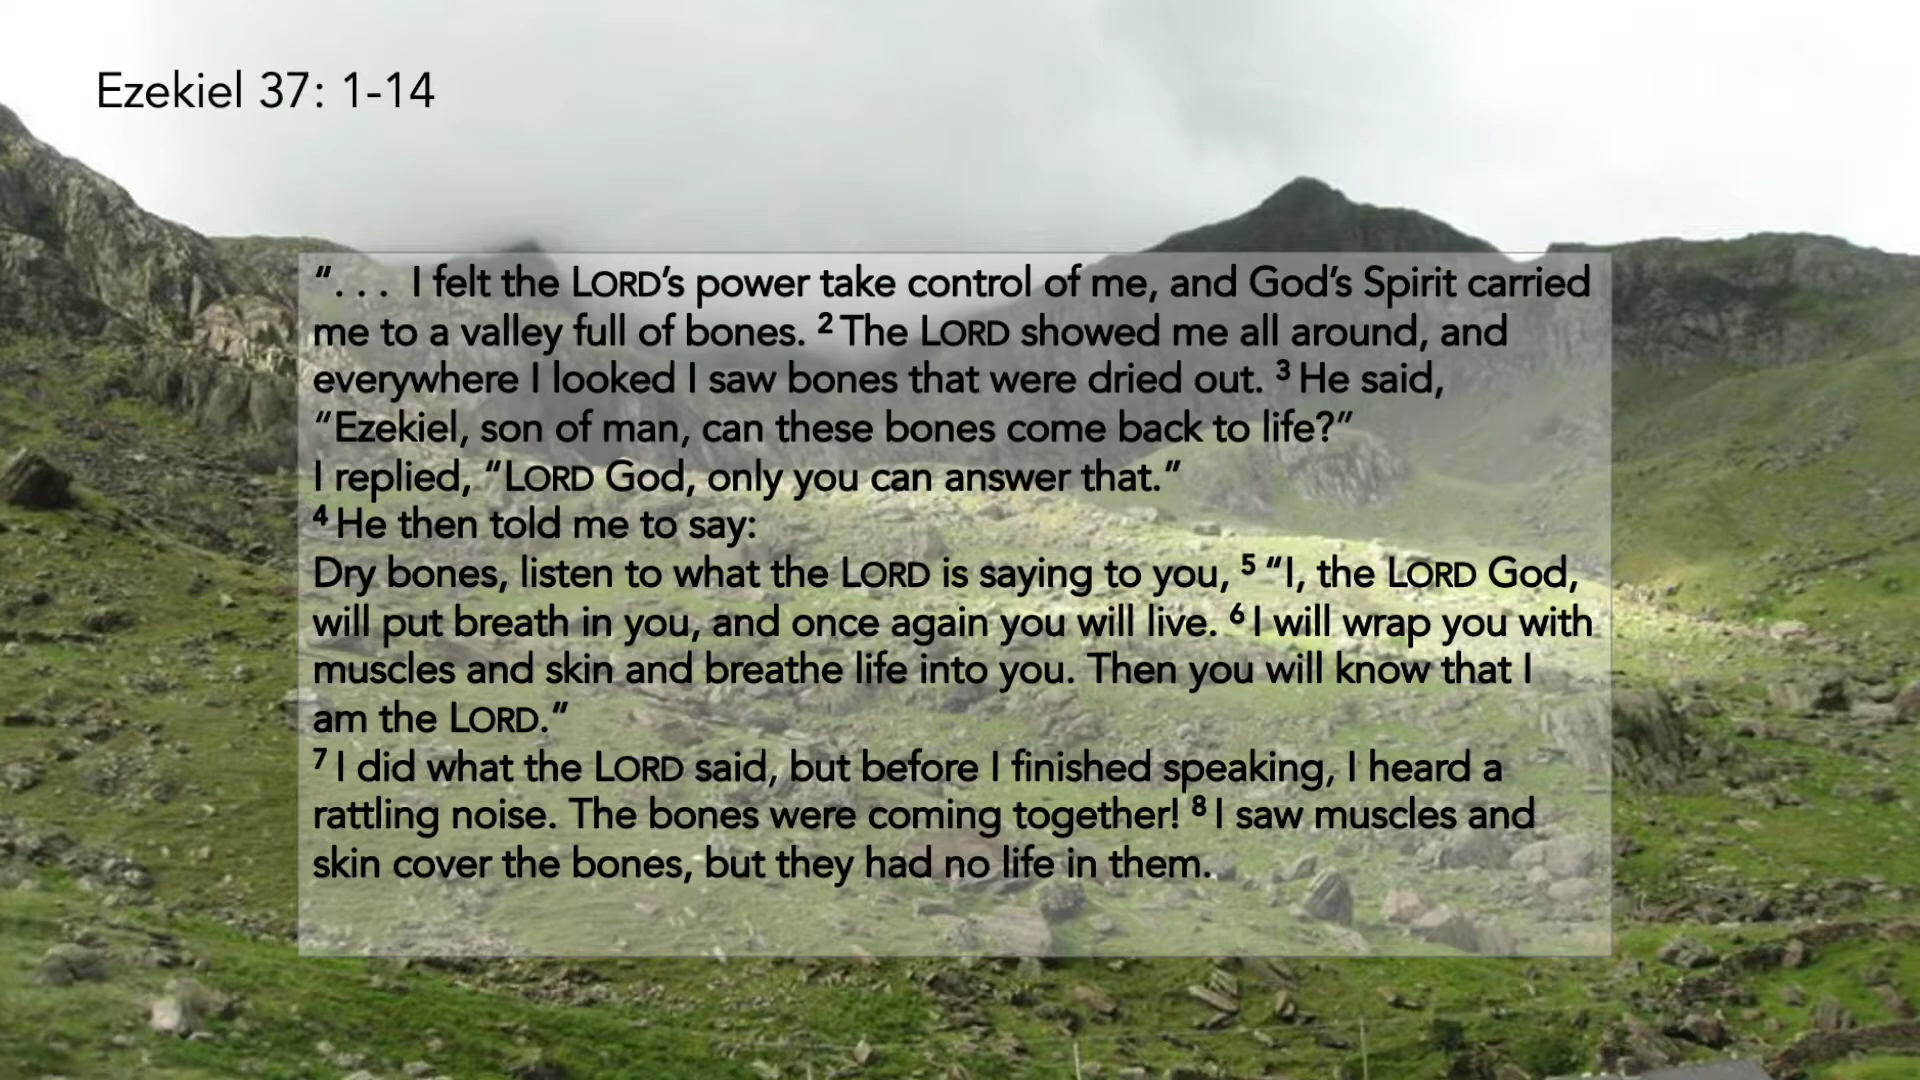 Ezekiel 37: 1-14
“. . .  I felt the LORD’s power take control of me, and God’s Spirit carried
me to a valley full of bones. ² The LORD showed me all around, and
everywhere I looked I saw bones that were dried out. ³ He said,
“Ezekiel, son of man, can these bones come back to life?”
I replied, “LORD God, only you can answer that.”
⁴ He then told me to say:
Dry bones, listen to what the LORD is saying to you, ⁵ “I, the LORD God,
will put breath in you, and once again you will live. ⁶ I will wrap you with
muscles and skin and breathe life into you. Then you will know that I
am the LORD.”
⁷ I did what the LORD said, but before I finished speaking, I heard a
rattling noise. The bones were coming together! ⁸ I saw muscles and
skin cover the bones, but they had no life in them.